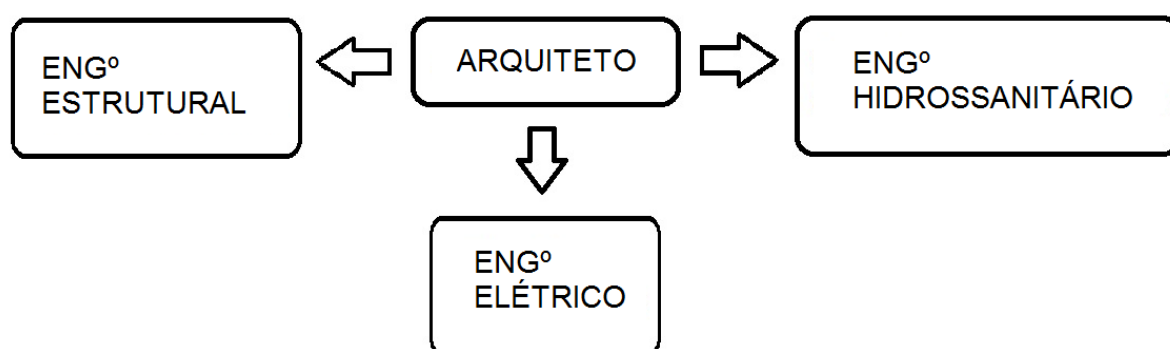 ENGº
ESTRUTURAL
ARQUITETO
ENGº
HIDROSSANITÁRIO
ENGº
ELÉTRICO